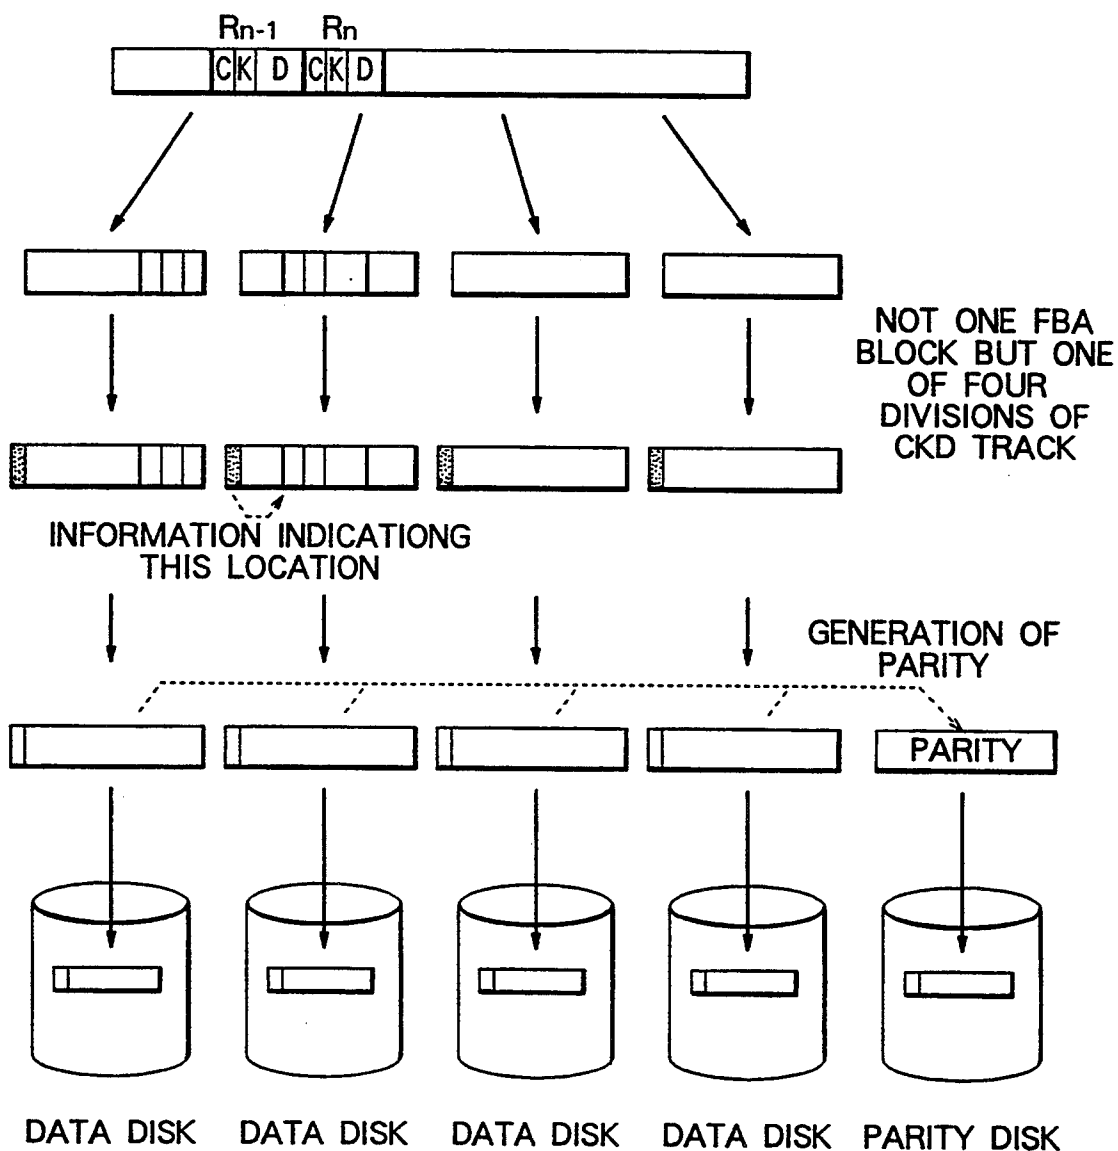 Rn-1 Rn
C K D C K D
NOT ONE FBA
BLOCK BUT ONE
OF FOUR
DIVISIONS OF
CKD TRACK
INFORMATION INDICATIONG
THIS LOCATION
GENERATION OF
PARITY
PARITY
DATA DISK DATA DISK DATA DISK DATA DISK PARITY DISK